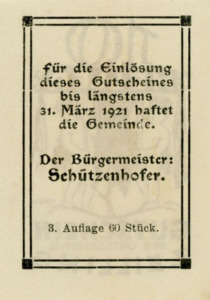 für die Einlösung
dieses Gutscheines
bis längstens
31. März 1921 haftet
die Gemeinde.
Der Bürgermeister:
Schützenhofer.
3. Auflage 60 Stück.